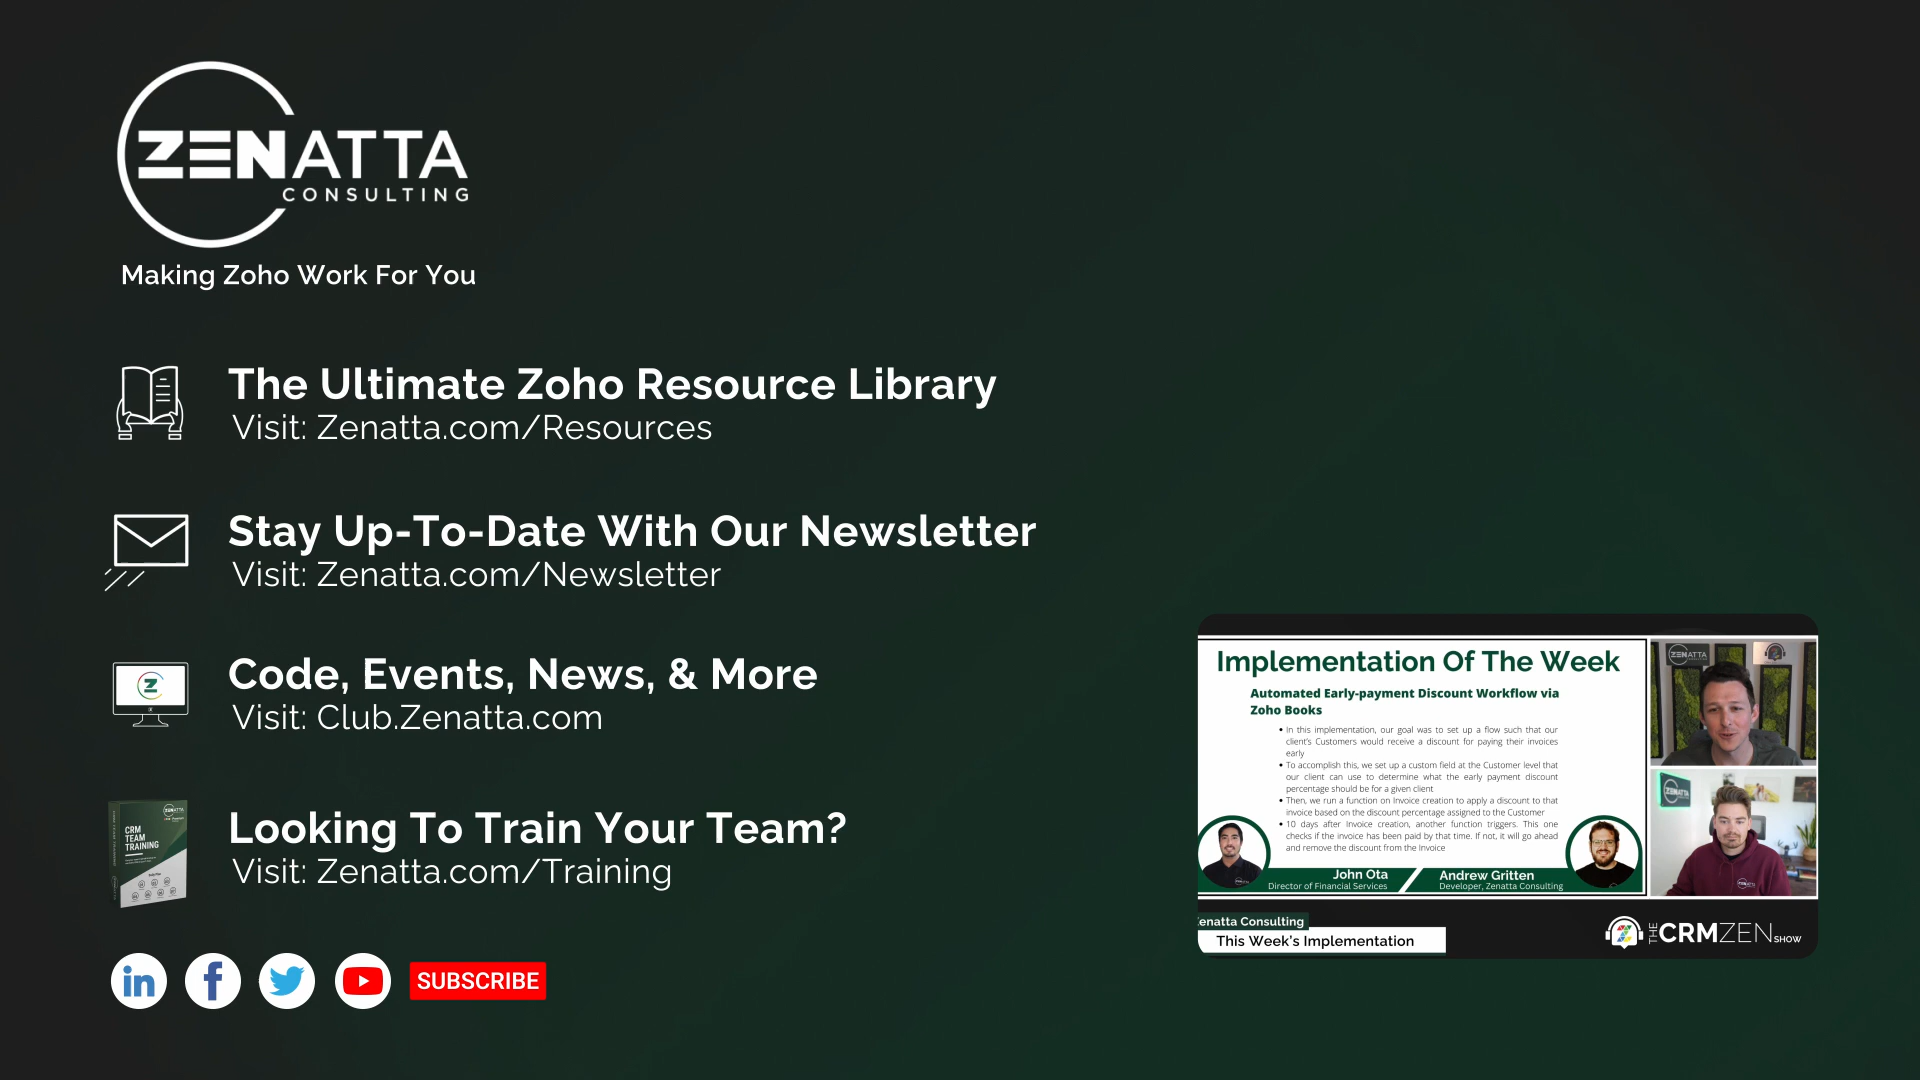 ZENATTA
CONSULTING
Making Zoho Work For You
The Ultimate Zoho Resource Library
Visit: Zenatta.com/Resources
Stay Up-To-Date With Our Newsletter
Visit: Zenatta.com/Newsletter
Code, Events, News, & More
Visit: Club.Zenatta.com
ZENATTA
CRM
TEAM
TRAINING
Looking To Train Your Team?
Visit: Zenatta.com/Training
in
f
SUBSCRIBE
Implementation Of The Week
Automated Early-payment Discount Workflow via
Zoho Books
• In this implementation, our goal was to set up a flow such that our
client's Customers would receive a discount for paying their invoices
early
• To accomplish this, we set up a custom field at the Customer level that
our client can use to determine what the early payment discount
percentage should be for a given client
• Then, we run a function on Invoice creation to apply a discount to that
invoice based on the discount percentage assigned to the Customer
• 10 days after Invoice creation, another function triggers. This one
checks if the invoice has been paid by that time. If not, it will go ahead
and remove the discount from the Invoice
John Ota
Director of Financial Services
Andrew Gritten
Developer, Zenatta Consulting
ZENATTA
ZENATTA
enatta Consulting
This Week's Implementation
THE CRMZEN SHOW